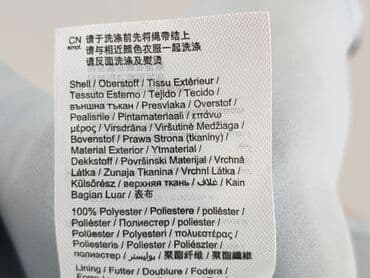 CN
simpl.
请于洗涤前先将绳带结上
请与相近颜色衣服一起洗涤
请反面洗涤及熨烫
Shell / Oberstoff / Tissu Extérieur /
Tessuto Esterno / Tejido / Tecido /
външна тъкан / Presvlaka / Overstof /
Pealisriie / Pintamateriaali / επάνω
μέρος / Virsdrāna / Viršutinė Medžiaga /
Bovenstof / Prawa Strona (tkaniny) /
Material Exterior / Ytmaterial /
Dekkstoff / Površinski Materijal / Vrchná
Látka / Zunanja Tkanina / Vrchní Látka /
Külsőrész / верхняя ткань / غلاف / Kain
Bagian Luar / 表布
100% Polyester / Poliestere / poliéster /
Poliéster / Полиестер / poliester /
Polüester / Polyesteri / πολυεστέρας /
Poliesteris / Poliester / Poliészter /
полиэстер / بوليستر / 聚酯纤维 / 聚酯纖維
Lining / Futter / Doublure / Fodera /